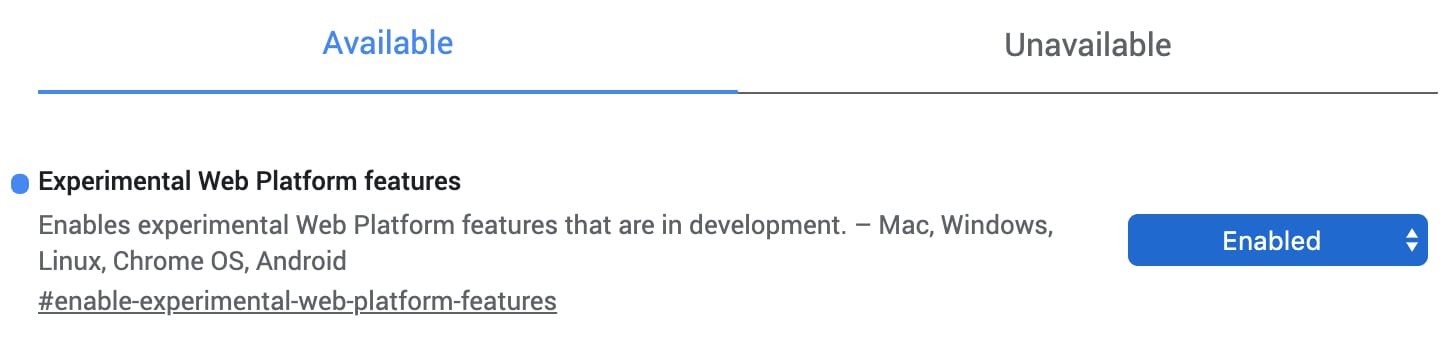 Available
Unavailable
Experimental Web Platform features
Enables experimental Web Platform features that are in development. – Mac, Windows,
Linux, Chrome OS, Android
Enabled
#enable-experimental-web-platform-features